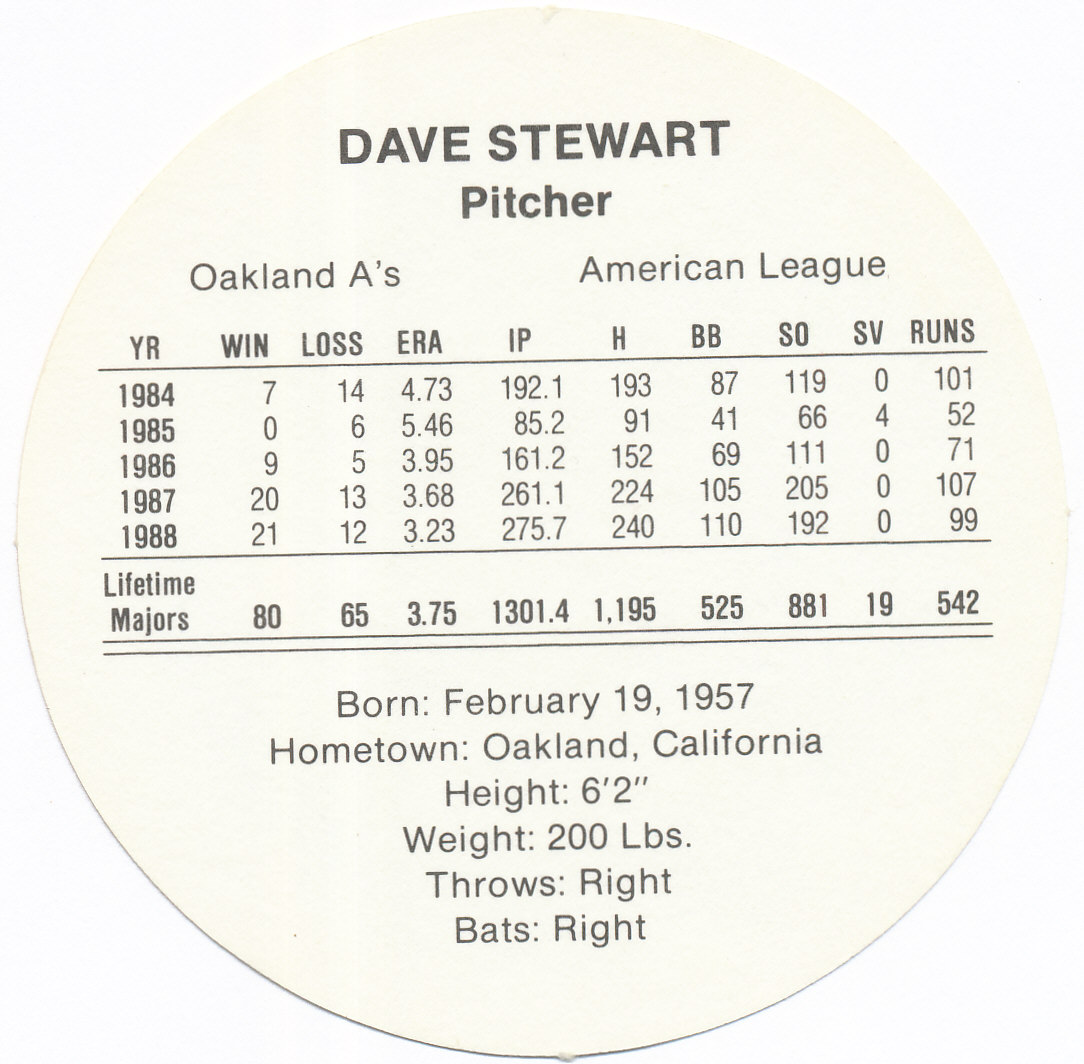 DAVE STEWART
Pitcher
Oakland A's American League
YR WIN LOSS ERA IP H BB SO SV RUNS
1984 7 14 4.73 192.1 193 87 119 0 101
1985 0 6 5.46 85.2 91 41 66 4 52
1986 9 5 3.95 161.2 152 69 111 0 71
1987 20 13 3.68 261.1 224 105 205 0 107
1988 21 12 3.23 275.7 240 110 192 0 99
Lifetime
Majors 80 65 3.75 1301.4 1,195 525 881 19 542
Born: February 19, 1957
Hometown: Oakland, California
Height: 6'2"
Weight: 200 Lbs.
Throws: Right
Bats: Right